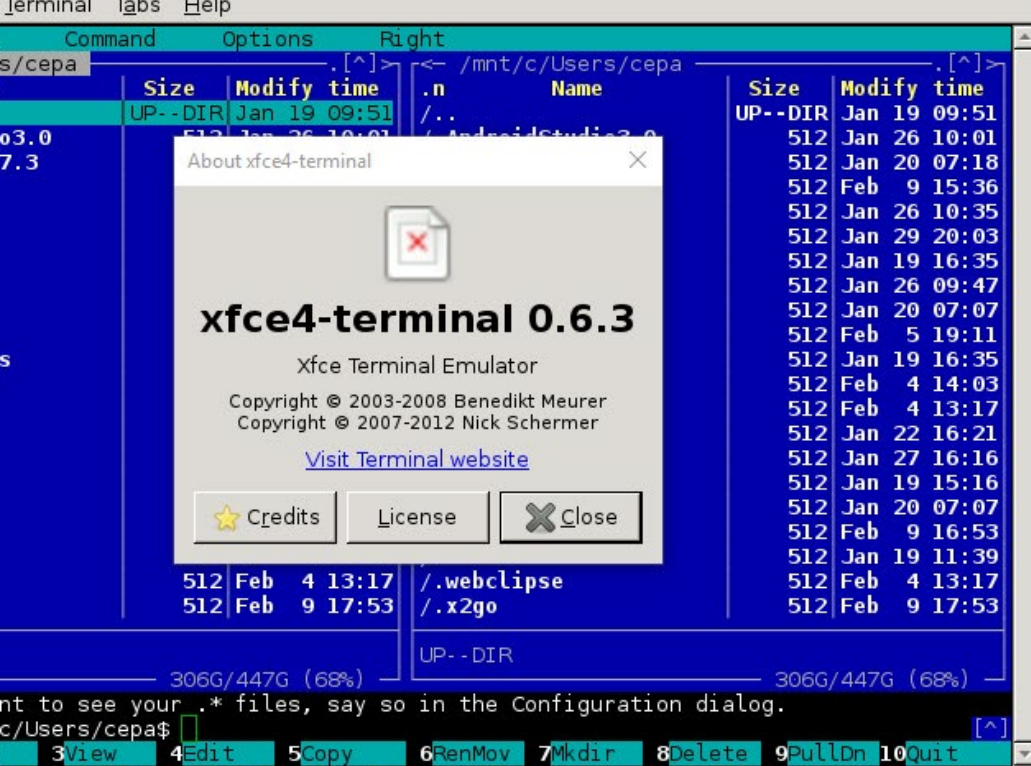 Terminal Tabs Help
Command Options Right
s/cepa .[^]> <— /mnt/c/Users/cepa .[^]>
Size Modify time .n Name Size Modify time
UP--DIR Jan 19 09:51 /.. UP--DIR Jan 19 09:51
o3.0 512 Jan 26 10:01 /.AndroidStudio3.0 512 Jan 26 10:01
7.3 512 Jan 20 07:18
512 Feb 9 15:36
512 Jan 26 10:35
512 Jan 29 20:03
512 Jan 19 16:35
512 Jan 26 09:47
512 Jan 20 07:07
512 Feb 5 19:11
s 512 Jan 19 16:35
512 Feb 4 14:03
512 Feb 4 13:17
512 Jan 22 16:21
512 Jan 27 16:16
512 Jan 19 15:16
512 Jan 20 07:07
512 Feb 9 16:53
512 Jan 19 11:39
512 Feb 4 13:17 /.webclipse 512 Feb 4 13:17
512 Feb 9 17:53 /.x2go 512 Feb 9 17:53
About xfce4-terminal
xfce4-terminal 0.6.3
Xfce Terminal Emulator
Copyright © 2003-2008 Benedikt Meurer
Copyright © 2007-2012 Nick Schermer
Visit Terminal website
Credits License Close
UP--DIR
306G/447G (68%) 306G/447G (68%)
nt to see your .* files, say so in the Configuration dialog.
c/Users/cepa$ [^]
3View 4Edit 5Copy 6RenMov 7Mkdir 8Delete 9PullDn 10Quit